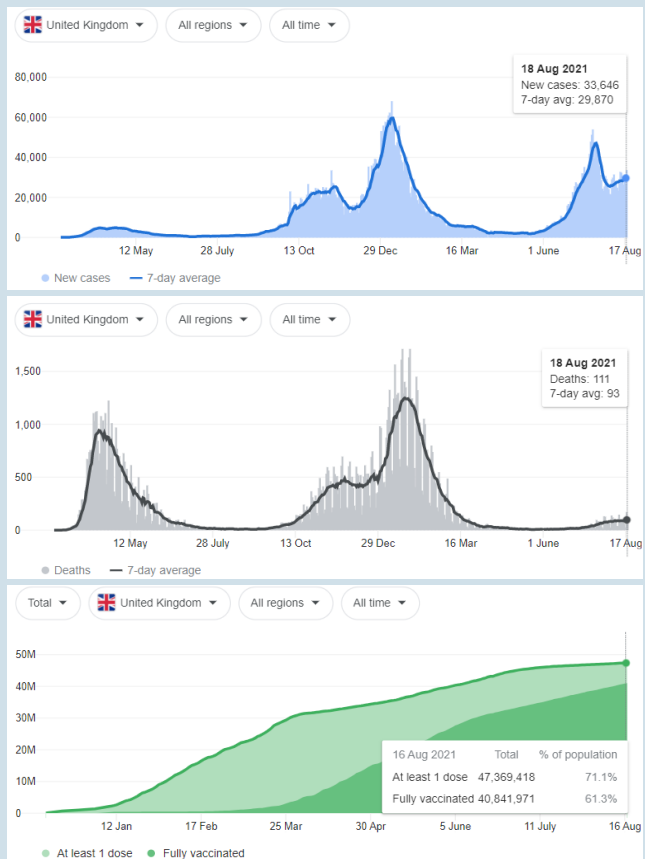 United Kingdom All regions All time
18 Aug 2021
New cases: 33,646
7-day avg: 29,870
80,000
60,000
40,000
20,000
0
12 May 28 July 13 Oct 29 Dec 16 Mar 1 June 17 Aug
New cases 7-day average
United Kingdom All regions All time
18 Aug 2021
Deaths: 111
7-day avg: 93
1,500
1,000
500
0
12 May 28 July 13 Oct 29 Dec 16 Mar 1 June 17 Aug
Deaths 7-day average
Total United Kingdom All regions All time
50M
40M
30M
20M
10M
0
16 Aug 2021 Total % of population
At least 1 dose 47,369,418 71.1%
Fully vaccinated 40,841,971 61.3%
12 Jan 17 Feb 25 Mar 30 Apr 5 June 11 July 16 Aug
At least 1 dose Fully vaccinated